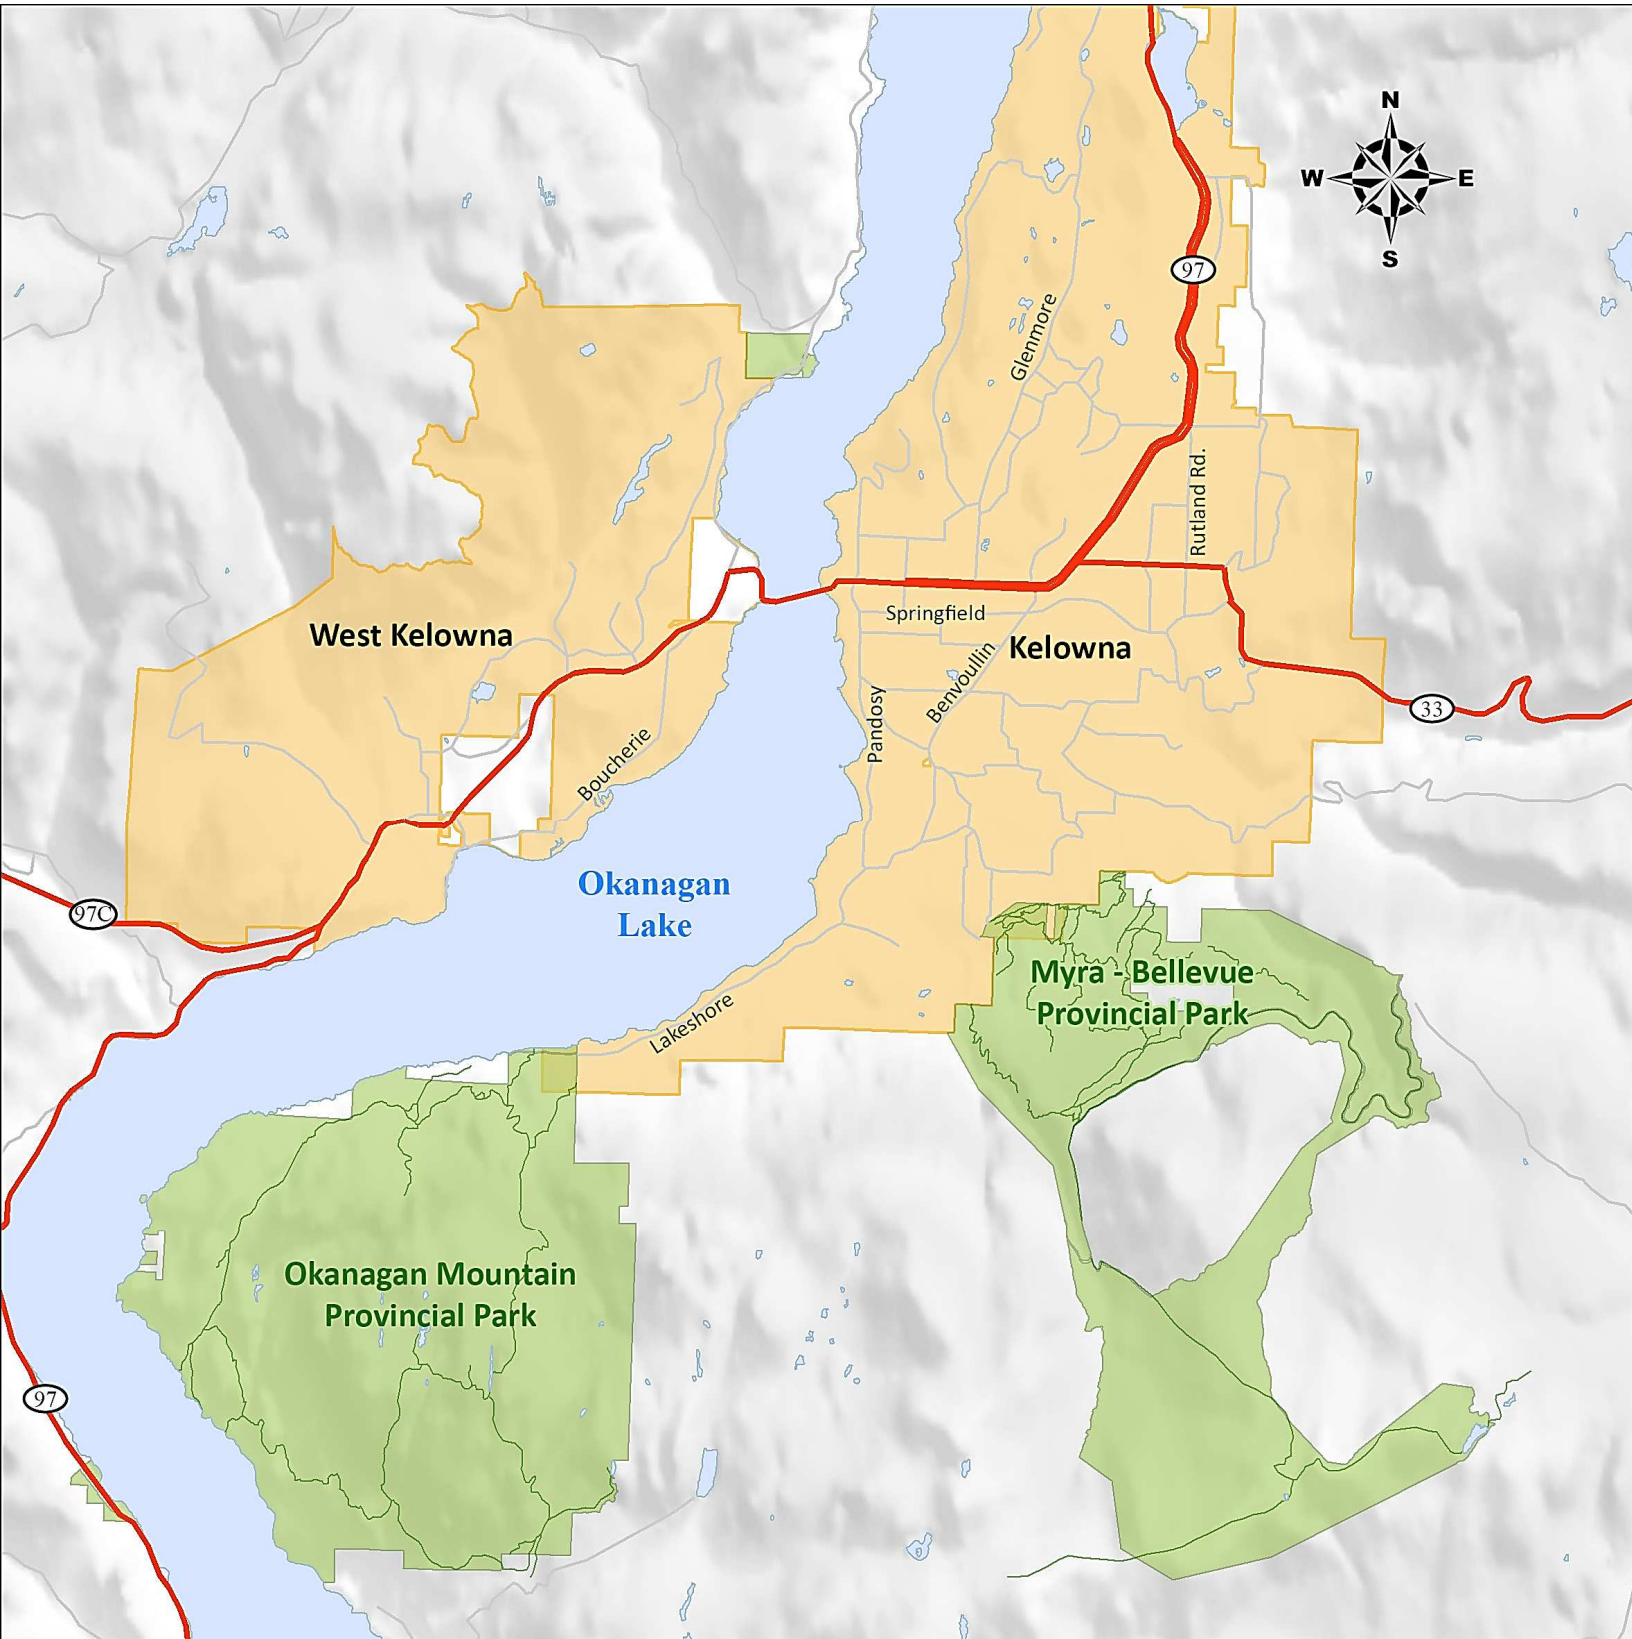 N
W
E
S
97
Glenmore
Rutland Rd.
Springfield
West Kelowna
Kelowna
Benvoullin
33
Pandosy
Boucherie
Okanagan
Lake
97C
Myra - Bellevue
Provincial Park
Lakeshore
Okanagan Mountain
Provincial Park
97